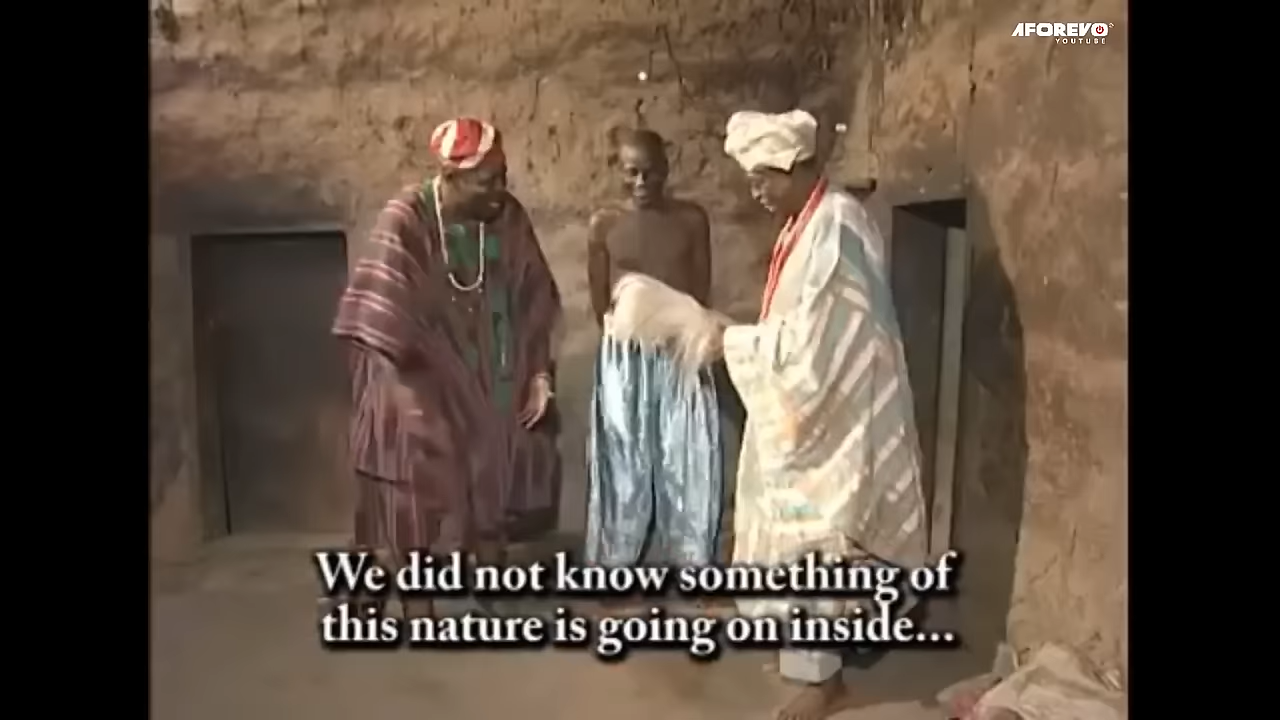 AFOREVO
YOUTUBE
We did not know something of
this nature is going on inside...